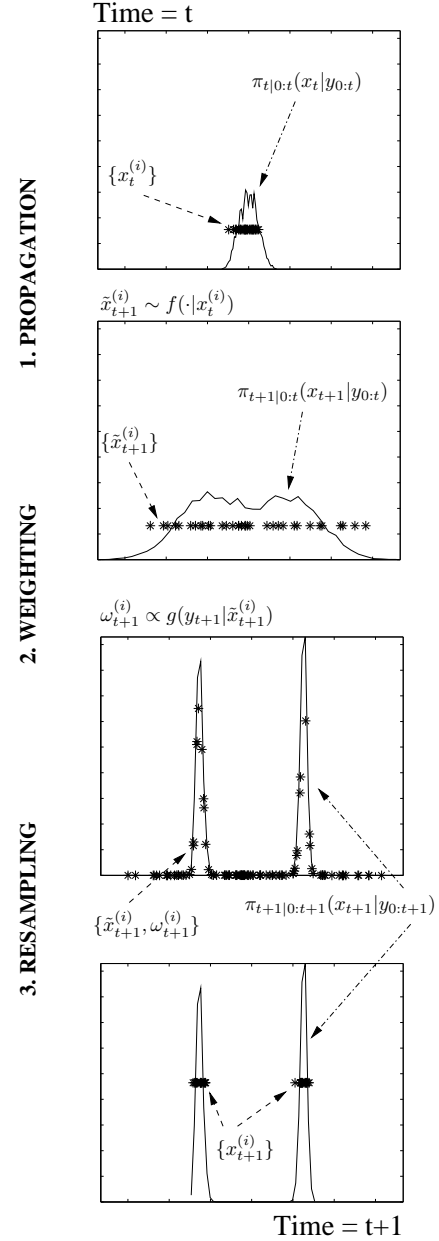 Time = t
π_{t|0:t}(x_t|y_{0:t})
{x_t^{(i)}}
1. PROPAGATION
x̃_{t+1}^{(i)} ∼ f(·|x_t^{(i)})
π_{t+1|0:t}(x_{t+1}|y_{0:t})
{x̃_{t+1}^{(i)}}
2. WEIGHTING
ω_{t+1}^{(i)} ∝ g(y_{t+1}|x̃_{t+1}^{(i)})
3. RESAMPLING
{x̃_{t+1}^{(i)}, ω_{t+1}^{(i)}}
π_{t+1|0:t+1}(x_{t+1}|y_{0:t+1})
{x_{t+1}^{(i)}}
Time = t+1